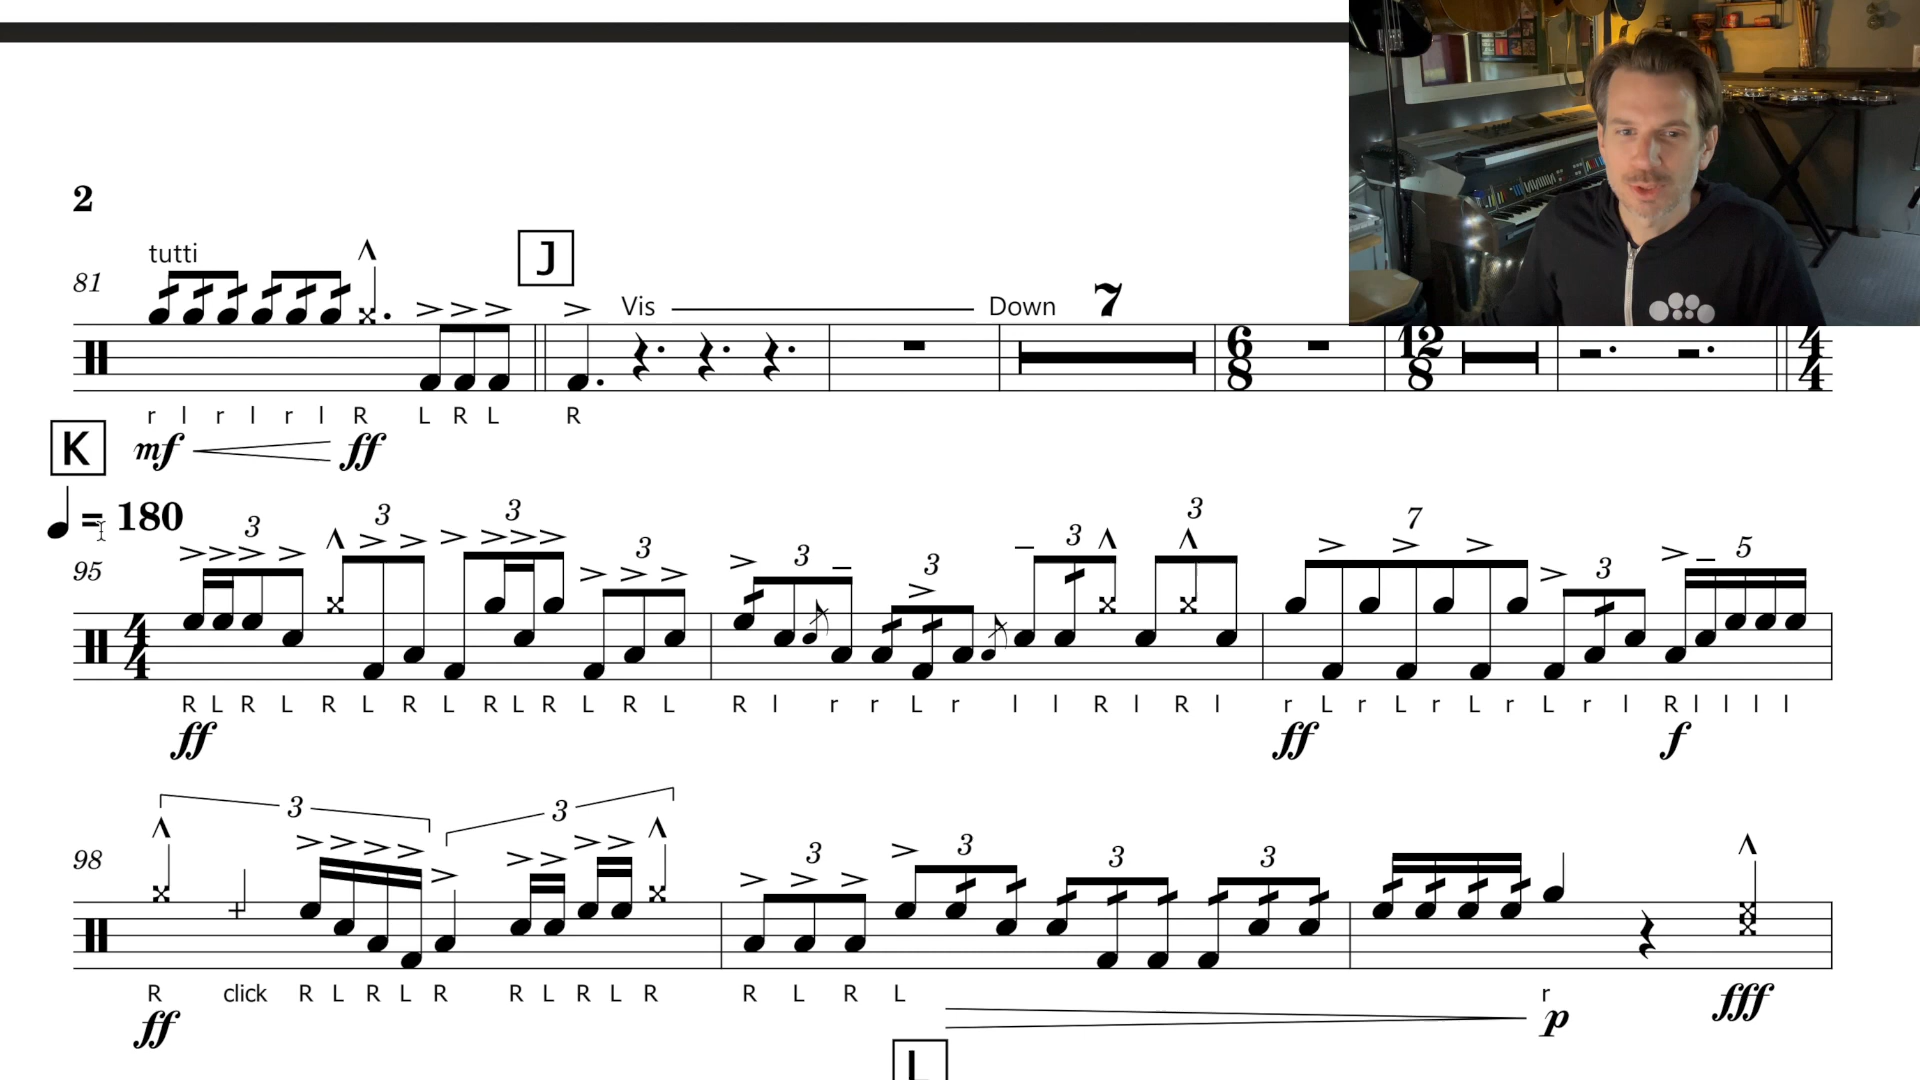 2
tutti
J
81
Vis
Down
7
6
8
12
8
4
4
r l r l r l R L R L R
mf ff
K
= 180
3 3 3 3 3 3 3 3 7 3 5
95
4
4
R L R L R L R L R L R L R L R l r r L r l l R l R l r L r L r L r L r l R l l l l
ff ff f
3 3
98
3 3 3 3
R click R L R L R R L R L R R L R L r
ff p fff
L